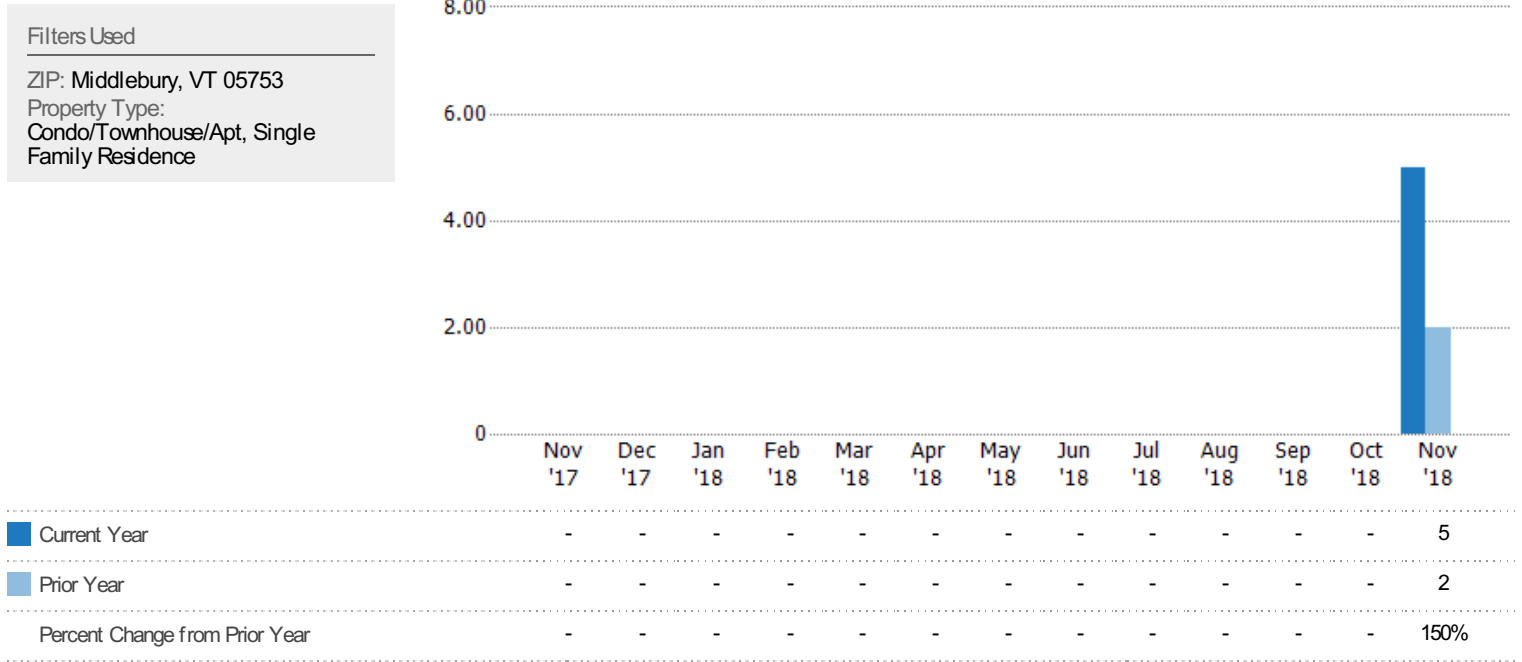 Filters Used
ZIP: Middlebury, VT 05753
Property Type:
Condo/Townhouse/Apt, Single
Family Residence
8.00
6.00
4.00
2.00
0
Nov Dec Jan Feb Mar Apr May Jun Jul Aug Sep Oct Nov
'17 '17 '18 '18 '18 '18 '18 '18 '18 '18 '18 '18 '18
Current Year - - - - - - - - - - - - 5
Prior Year - - - - - - - - - - - - 2
Percent Change from Prior Year - - - - - - - - - - - - 150%